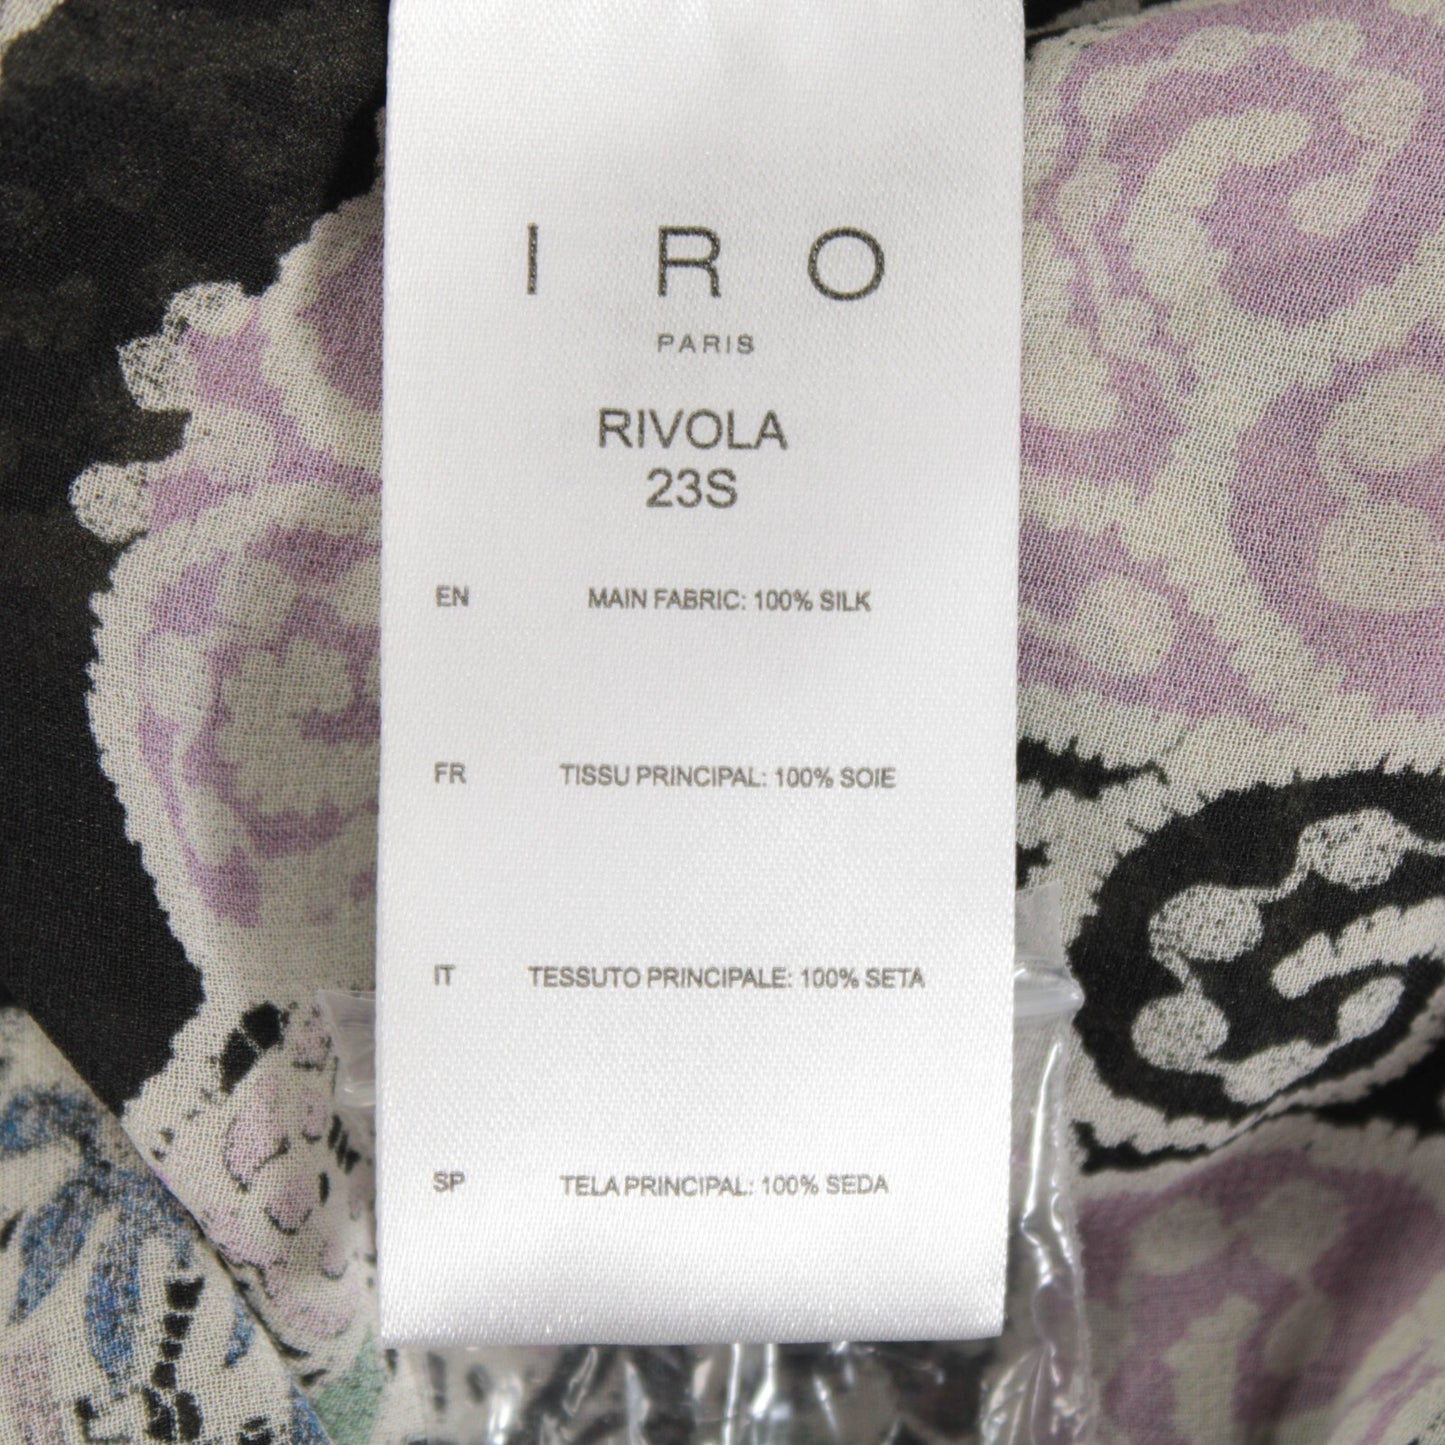 IRO
PARIS
RIVOLA
23S
EN MAIN FABRIC: 100% SILK
FR TISSU PRINCIPAL: 100% SOIE
IT TESSUTO PRINCIPALE: 100% SETA
SP TELA PRINCIPAL: 100% SEDA